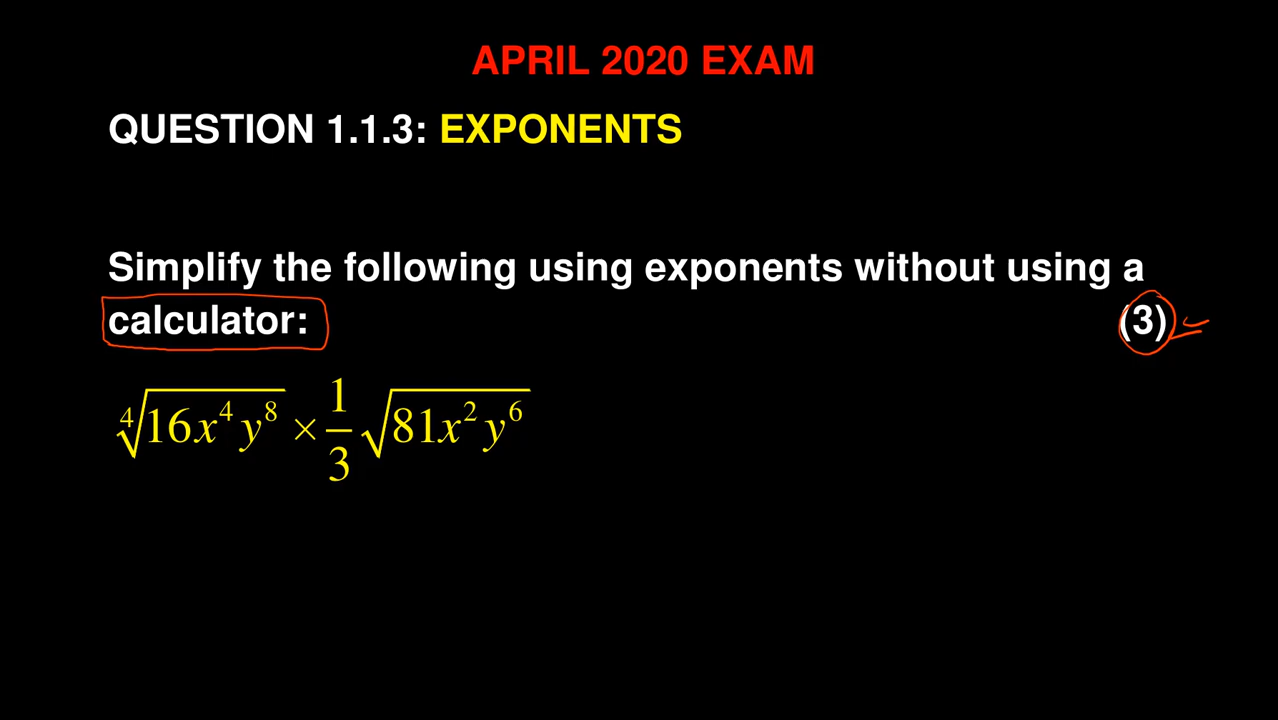 APRIL 2020 EXAM
QUESTION 1.1.3: EXPONENTS
Simplify the following using exponents without using a
calculator: (3)
∜(16x⁴y⁸) × 1/3 √(81x²y⁶)